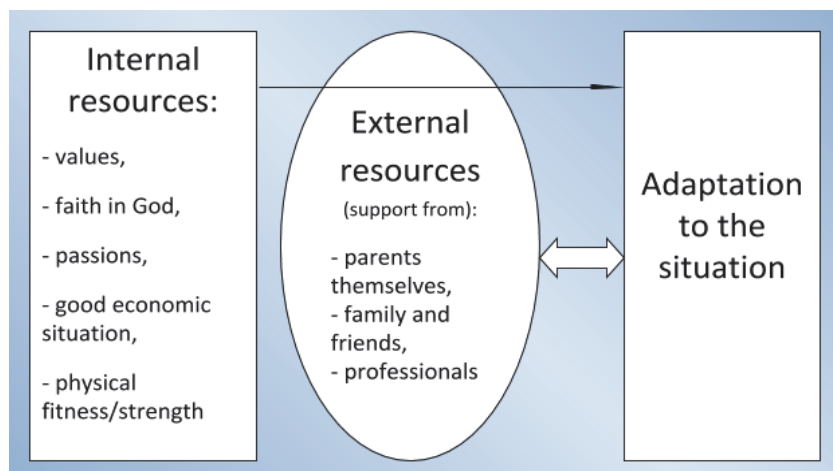 Internal
resources:
- values,
- faith in God,
- passions,
- good economic
situation,
- physical
fitness/strength
External
resources
(support from):
- parents
themselves,
- family and
friends,
- professionals
Adaptation
to the
situation